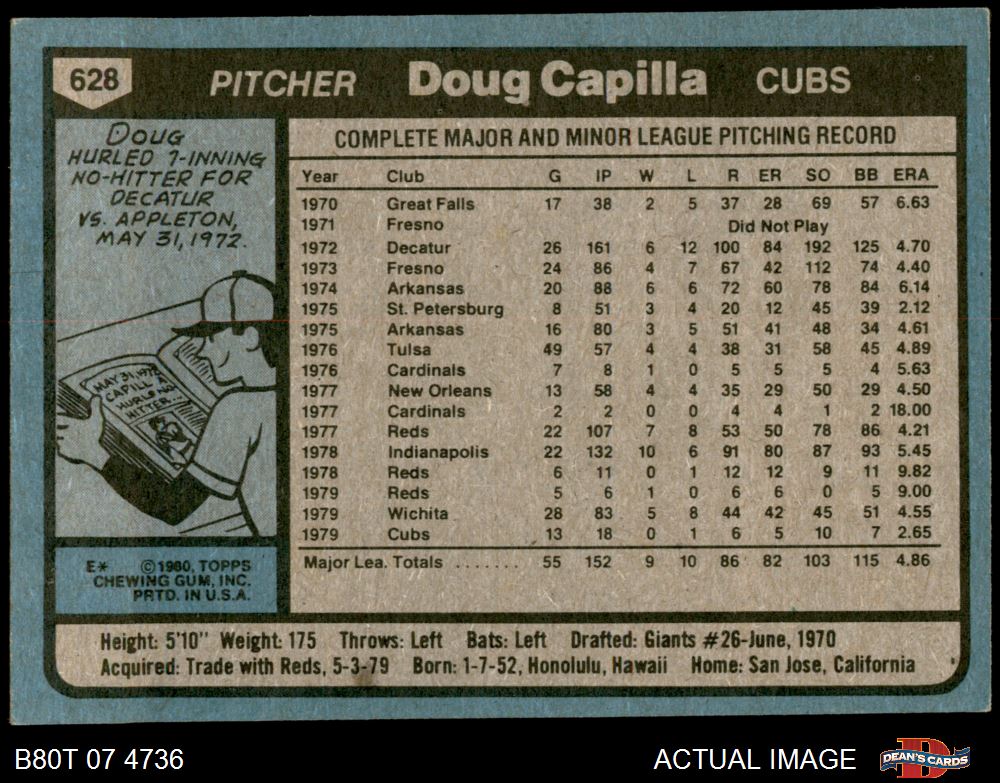 628 PITCHER Doug Capilla CUBS
DOUG
HURLED 7-INNING
NO-HITTER FOR
DECATUR
VS. APPLETON,
MAY 31, 1972.
MAY 31, 1972
CAPILLA
HURLS NO-
HITTER...
E* ©1980, TOPPS
CHEWING GUM, INC.
PRTD. IN U.S.A.
COMPLETE MAJOR AND MINOR LEAGUE PITCHING RECORD
Year Club G IP W L R ER SO BB ERA
1970 Great Falls 17 38 2 5 37 28 69 57 6.63
1971 Fresno Did Not Play
1972 Decatur 26 161 6 12 100 84 192 125 4.70
1973 Fresno 24 86 4 7 67 42 112 74 4.40
1974 Arkansas 20 88 6 6 72 60 78 84 6.14
1975 St. Petersburg 8 51 3 4 20 12 45 39 2.12
1975 Arkansas 16 80 3 5 51 41 48 34 4.61
1976 Tulsa 49 57 4 4 38 31 58 45 4.89
1976 Cardinals 7 8 1 0 5 5 5 4 5.63
1977 New Orleans 13 58 4 4 35 29 50 29 4.50
1977 Cardinals 2 2 0 0 4 4 1 2 18.00
1977 Reds 22 107 7 8 53 50 78 86 4.21
1978 Indianapolis 22 132 10 6 91 80 87 93 5.45
1978 Reds 6 11 0 1 12 12 9 11 9.82
1979 Reds 5 6 1 0 6 6 0 5 9.00
1979 Wichita 28 83 5 8 44 42 45 51 4.55
1979 Cubs 13 18 0 1 6 5 10 7 2.65
Major Lea. Totals ....... 55 152 9 10 86 82 103 115 4.86
Height: 5'10" Weight: 175 Throws: Left Bats: Left Drafted: Giants #26-June, 1970
Acquired: Trade with Reds, 5-3-79 Born: 1-7-52, Honolulu, Hawaii Home: San Jose, California
B80T 07 4736 ACTUAL IMAGE DEAN'S CARDS